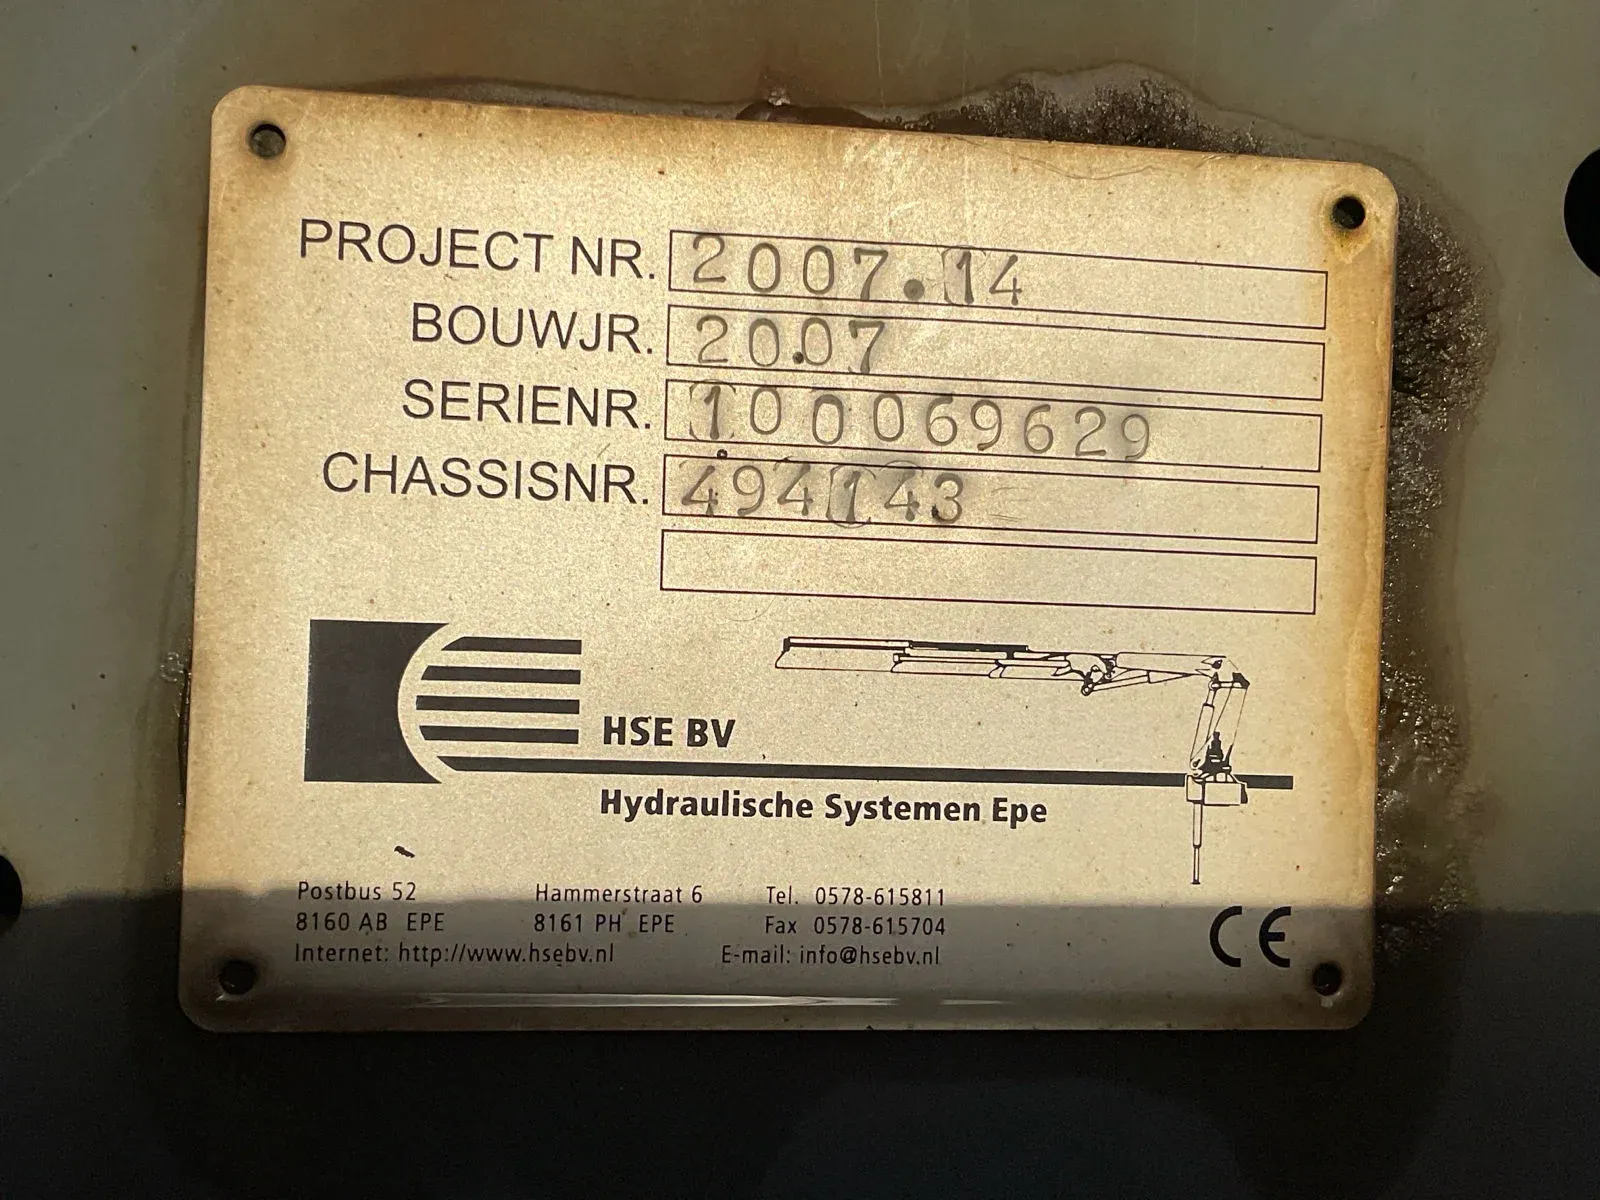 PROJECT NR. 2007.14
BOUWJR. 20.07
SERIENR. 100069629
CHASSISNR. 494143
HSE BV
Hydraulische Systemen Epe
Postbus 52 Hammerstraat 6 Tel. 0578-615811
8160 AB EPE 8161 PH EPE Fax 0578-615704
Internet: http://www.hsebv.nl E-mail: info@hsebv.nl
CE